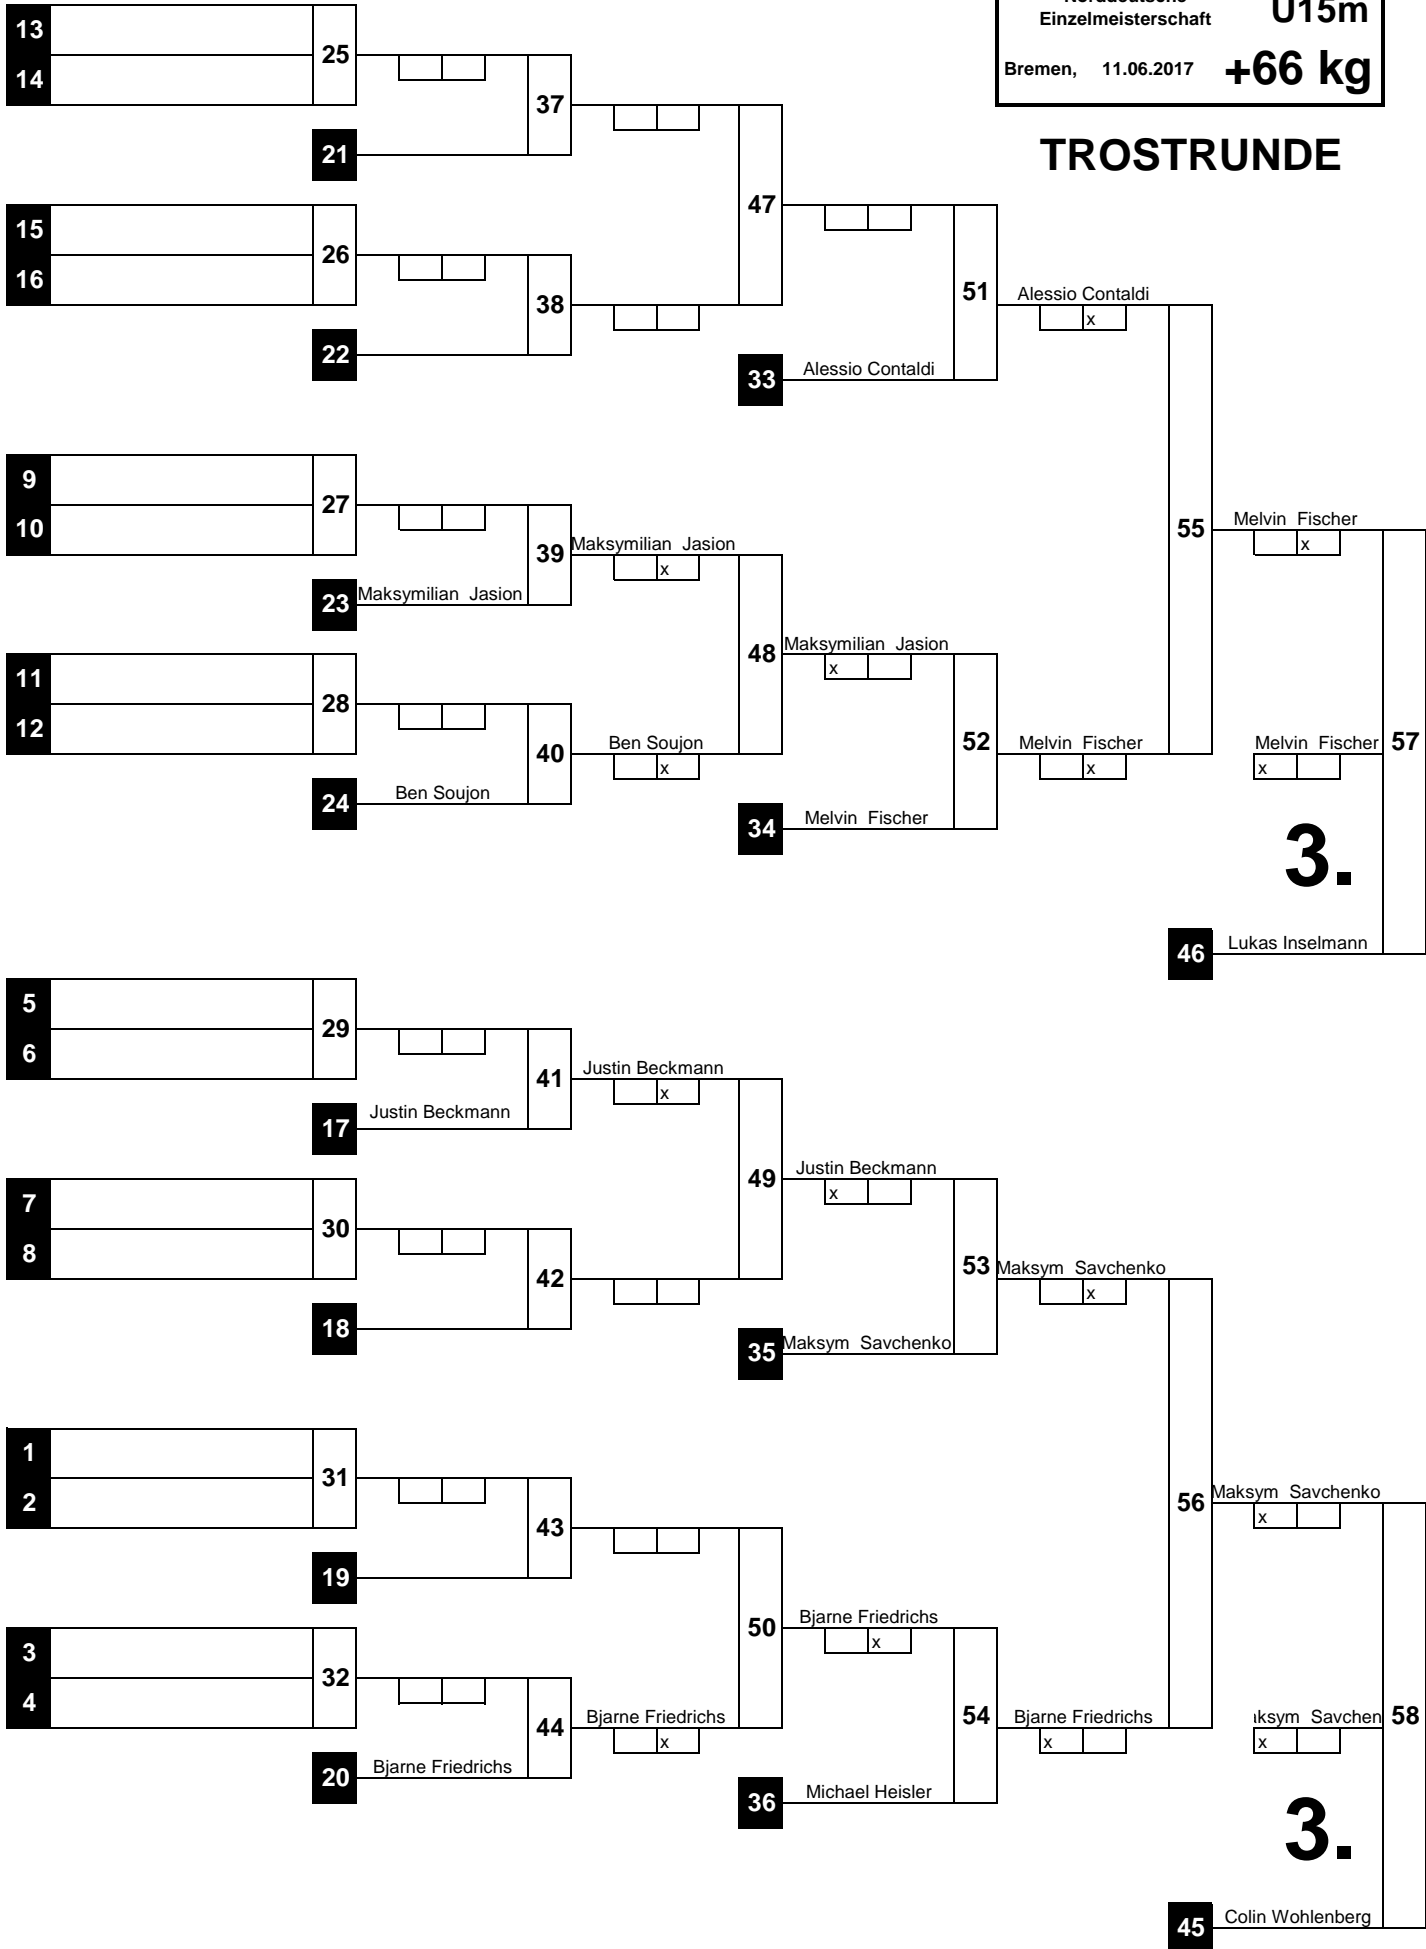 Einzelmeisterschaft U15m
Bremen, 11.06.2017 +66 kg
TROSTRUNDE
13
14
25
37
21
47
15
16
26
38
22
51
Alessio Contaldi
x
33
Alessio Contaldi
9
10
27
39
Maksymilian Jasion
x
23
Maksymilian Jasion
55
Melvin Fischer
x
11
12
28
40
48
Maksymilian Jasion
x
Ben Soujon
x
24
Ben Soujon
52
Melvin Fischer
x
34
Melvin Fischer
Melvin Fischer
x
57
3.
46
Lukas Inselmann
5
6
29
41
Justin Beckmann
x
17
Justin Beckmann
49
Justin Beckmann
x
7
8
30
42
18
53
Maksym Savchenko
x
35
Maksym Savchenko
1
2
31
43
19
56
Maksym Savchenko
x
3
4
32
44
50
Bjarne Friedrichs
x
Bjarne Friedrichs
x
20
Bjarne Friedrichs
54
Bjarne Friedrichs
x
36
Michael Heisler
ksym Savchen
x
58
3.
45
Colin Wohlenberg